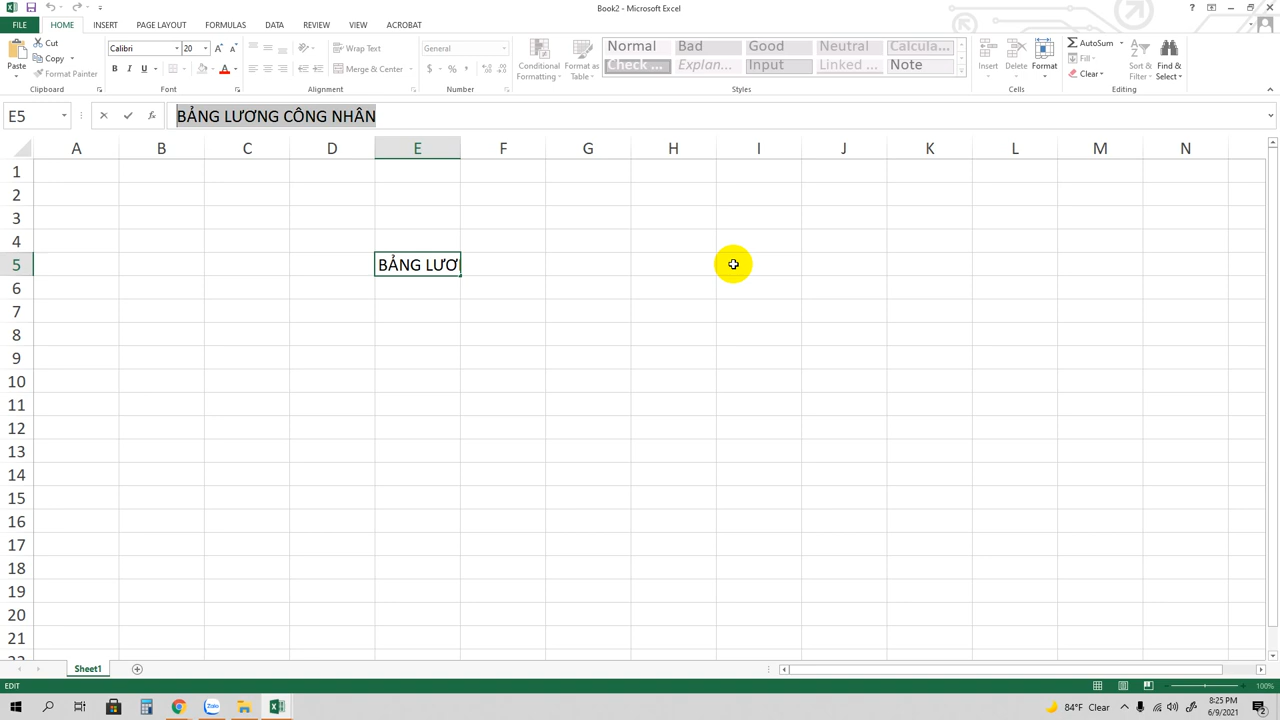 Book2 - Microsoft Excel
FILE HOME INSERT PAGE LAYOUT FORMULAS DATA REVIEW VIEW ACROBAT
Paste Cut Copy Format Painter
Calibri 20
Wrap Text Merge & Center
General
Conditional Formatting Format as Table
Normal Bad Good Neutral Calcula...
Check ... Explan... Input Linked ... Note
Insert Delete Format
AutoSum Fill Clear
Sort & Filter Find & Select
Clipboard Font Alignment Number Styles Cells Editing
E5 BẢNG LƯƠNG CÔNG NHÂN
A B C D E F G H I J K L M N
1
2
3
4
5 BẢNG LƯƠ
6
7
8
9
10
11
12
13
14
15
16
17
18
19
20
21
Sheet1
EDIT 100%
Zalo 84°F Clear 8:25 PM
6/9/2021 2